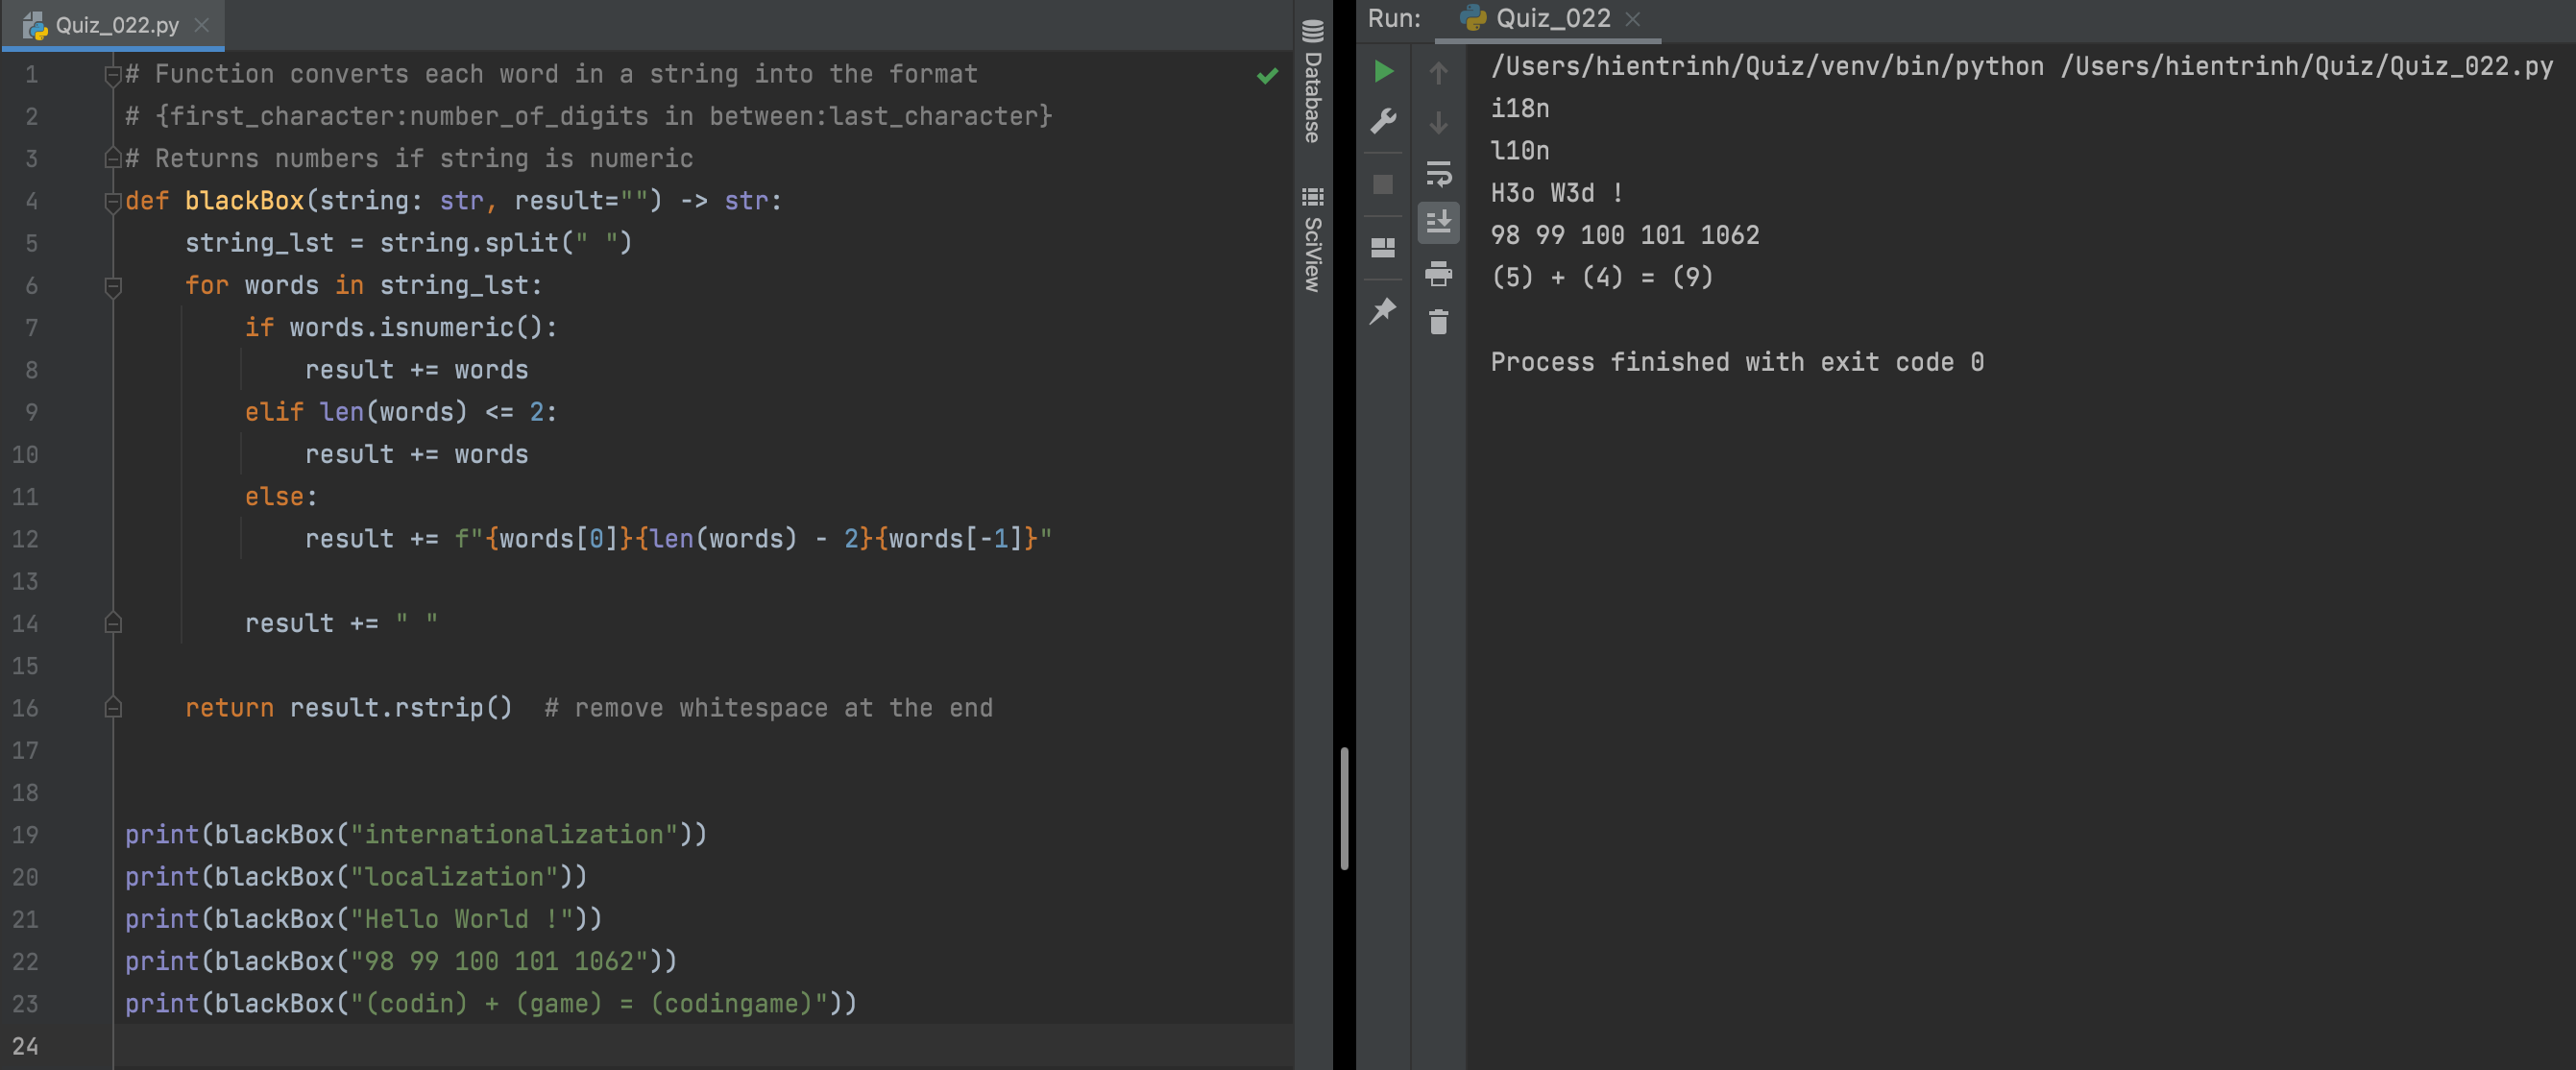 Quiz_022.py
1 # Function converts each word in a string into the format
2 # {first_character:number_of_digits in between:last_character}
3 # Returns numbers if string is numeric
4 def blackBox(string: str, result="") -> str:
5     string_lst = string.split(" ")
6     for words in string_lst:
7         if words.isnumeric():
8             result += words
9         elif len(words) <= 2:
10             result += words
11         else:
12             result += f"{words[0]}{len(words) - 2}{words[-1]}"
13
14         result += " "
15
16     return result.rstrip()  # remove whitespace at the end
17
18
19 print(blackBox("internationalization"))
20 print(blackBox("localization"))
21 print(blackBox("Hello World !"))
22 print(blackBox("98 99 100 101 1062"))
23 print(blackBox("(codin) + (game) = (codingame)"))
24
Database
SciView
Run: Quiz_022
/Users/hientrinh/Quiz/venv/bin/python /Users/hientrinh/Quiz/Quiz_022.py
i18n
l10n
H3o W3d !
98 99 100 101 1062
(5) + (4) = (9)
Process finished with exit code 0